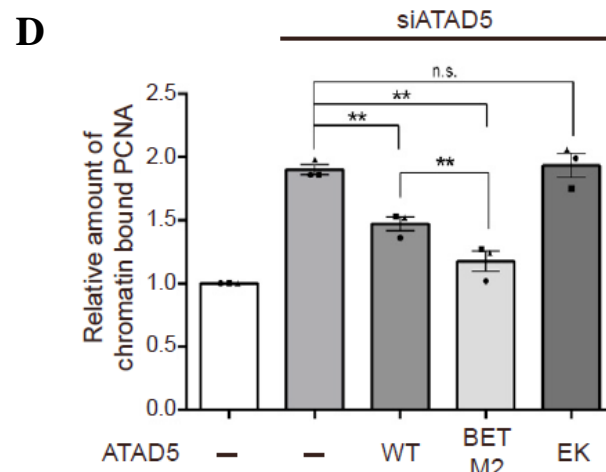 D
siATAD5
n.s.
**
**
**
Relative amount of
chromatin bound PCNA
2.5
2.0
1.5
1.0
0.5
0.0
ATAD5 – – WT BET M2 EK